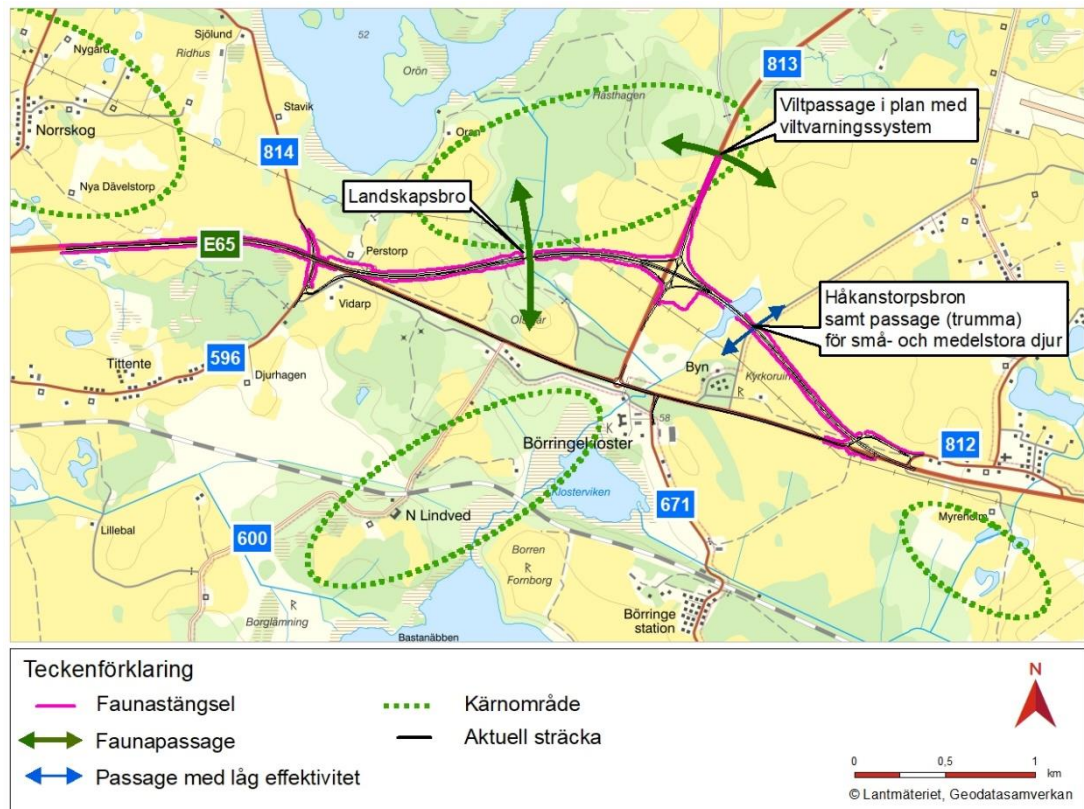 Sjölund
Nygård
Ridhus
52
Orön
813
Hästhagen
Viltpassage i plan med
viltvarningssystem
Stavik
Norrskog
Oran
814
Nya Dävelstorp
Landskapsbro
E65
Perstorp
Vidarp
Håkanstorpsbron
samt passage (trumma)
för små- och medelstora djur
596
Tittente
Djurhagen
Byn
R
Kyrkoruin
58
K
Börringekloster
812
Klosterviken
N Lindved
671
Myreholm
Lillebal
600
Borren
R
Fornborg
R
Borglämning
Börringe
station
Bastanäbben
Teckenförklaring
Faunastängsel
Kärnområde
Faunapassage
Aktuell sträcka
Passage med låg effektivitet
N
0 0,5 1
km
© Lantmäteriet, Geodatasamverkan